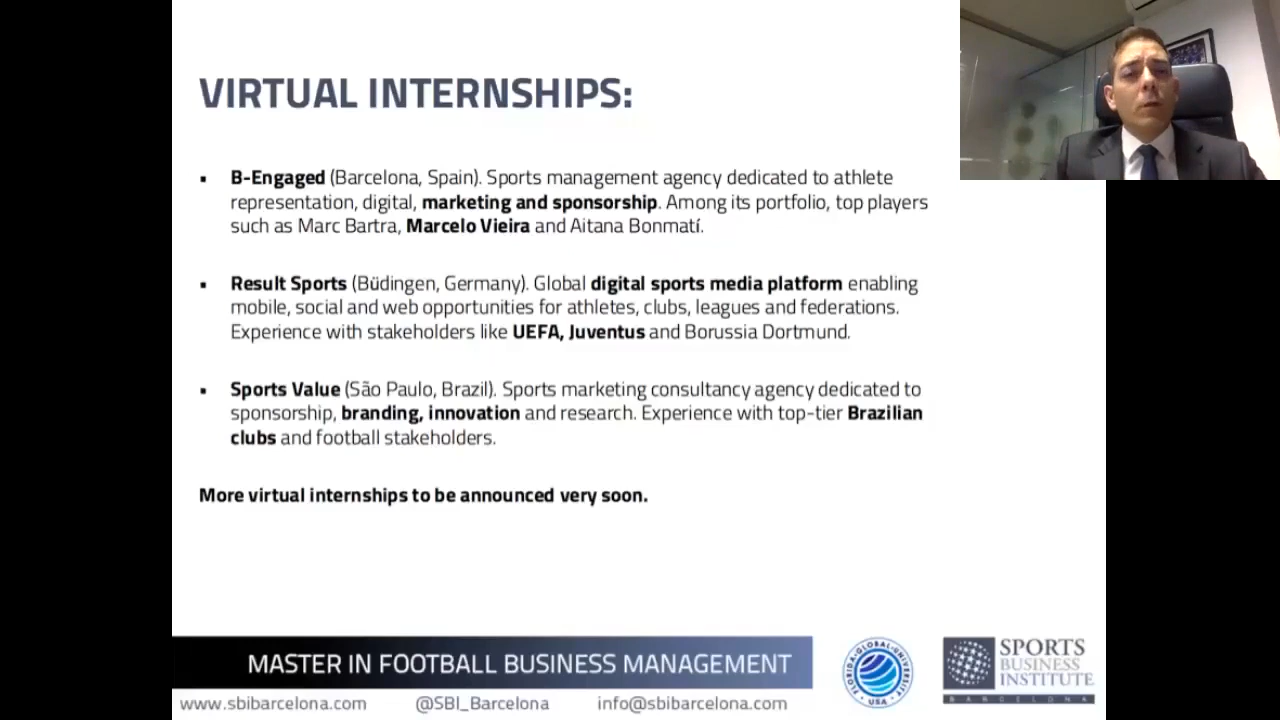 VIRTUAL INTERNSHIPS:
▪ B-Engaged (Barcelona, Spain). Sports management agency dedicated to athlete
representation, digital, marketing and sponsorship. Among its portfolio, top players
such as Marc Bartra, Marcelo Vieira and Aitana Bonmatí.
▪ Result Sports (Büdingen, Germany). Global digital sports media platform enabling
mobile, social and web opportunities for athletes, clubs, leagues and federations.
Experience with stakeholders like UEFA, Juventus and Borussia Dortmund.
▪ Sports Value (São Paulo, Brazil). Sports marketing consultancy agency dedicated to
sponsorship, branding, innovation and research. Experience with top-tier Brazilian
clubs and football stakeholders.
More virtual internships to be announced very soon.
MASTER IN FOOTBALL BUSINESS MANAGEMENT
www.sbibarcelona.com @SBI_Barcelona info@sbibarcelona.com
FLORIDA·GLOBAL·UNIVERSITY
USA
SPORTS
BUSINESS
INSTITUTE
BARCELONA